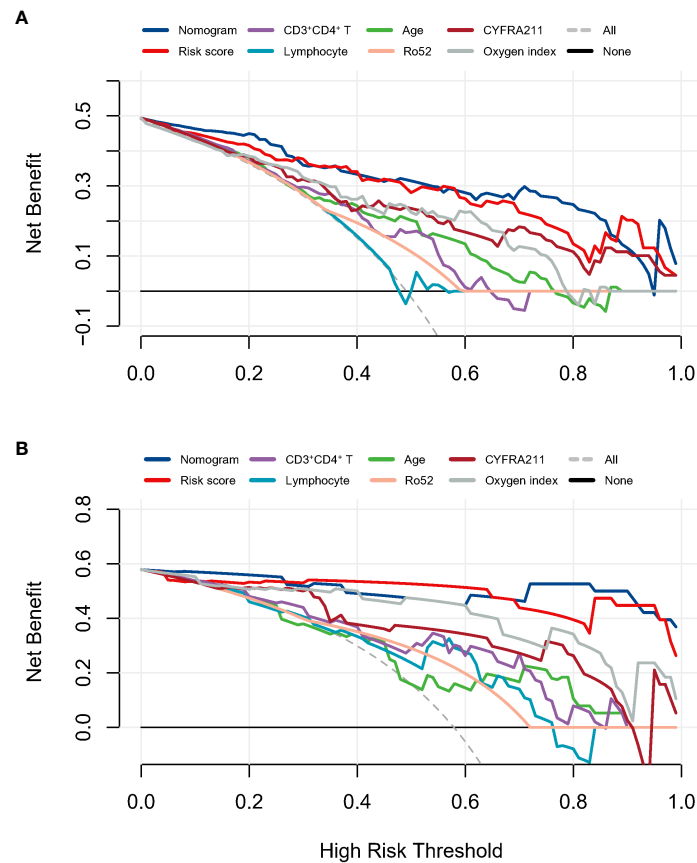 A
Nomogram CD3⁺CD4⁺ T Age CYFRA211 All
Risk score Lymphocyte Ro52 Oxygen index None
Net Benefit
0.5
0.3
0.1
−0.1
0.0 0.2 0.4 0.6 0.8 1.0
B
Nomogram CD3⁺CD4⁺ T Age CYFRA211 All
Risk score Lymphocyte Ro52 Oxygen index None
Net Benefit
0.8
0.6
0.4
0.2
0.0
0.0 0.2 0.4 0.6 0.8 1.0
High Risk Threshold